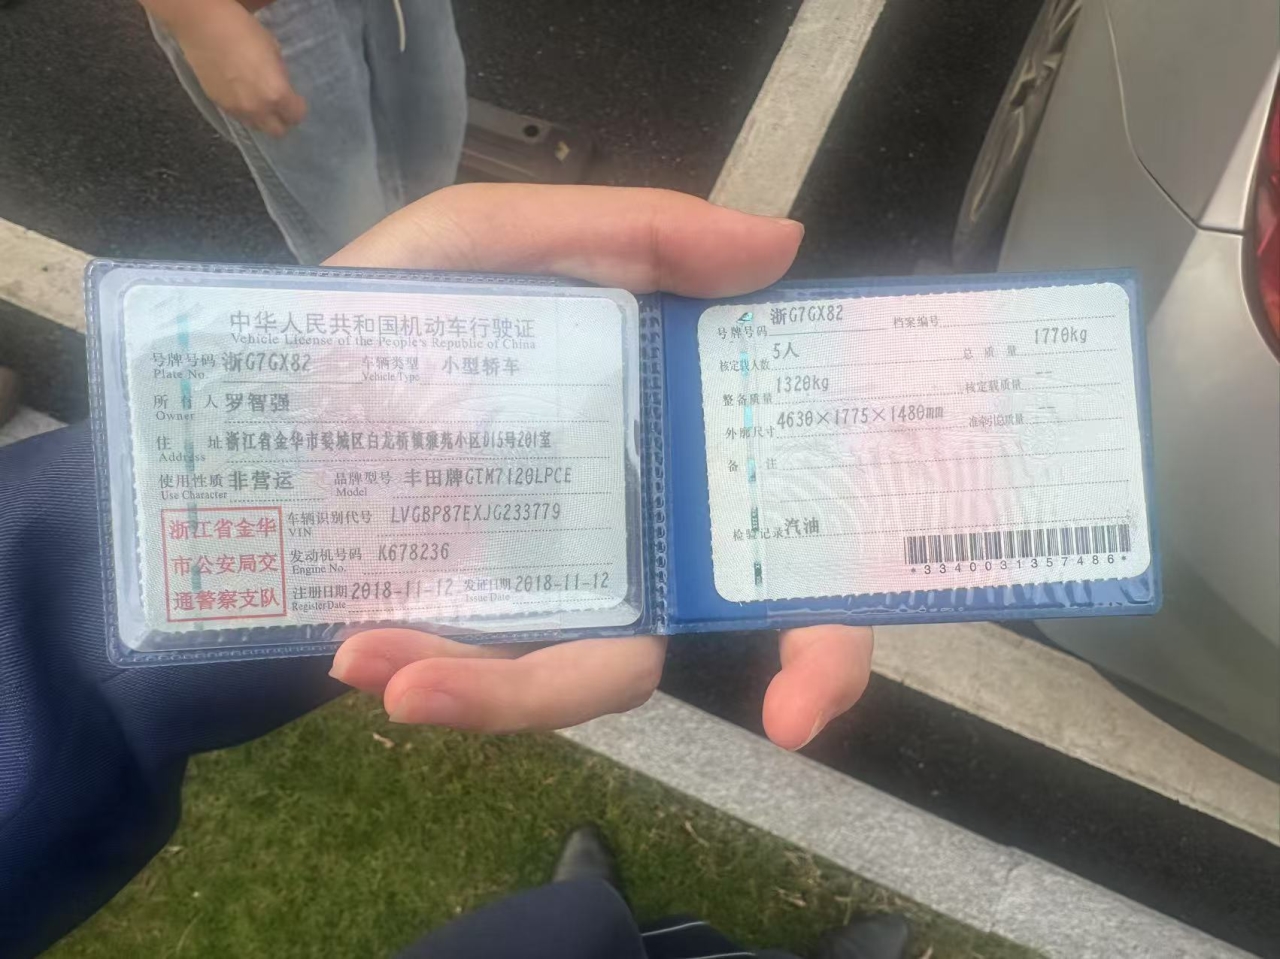 中华人民共和国机动车行驶证
Vehicle License of the People's Republic of China
号牌号码 浙G7GX82 车辆类型 小型轿车
Plate No. Vehicle Type
所有人 罗智强
Owner
住址 浙江省金华市婺城区白龙桥镇雅苑小区D15号201室
Address
使用性质 非营运 品牌型号 丰田牌GTM7120LPCE
Use Character Model
浙江省金华
市公安局交
通警察支队
车辆识别代号 LVGBP87EXJG233779
VIN
发动机号码 K678236
Engine No.
注册日期 2018-11-12 发证日期 2018-11-12
Register Date Issue Date
号牌号码 浙G7GX82 档案编号
核定载人数 5人 总质量 1770kg
整备质量 1320kg 核定载质量 --
外廓尺寸 4630×1775×1480mm 准牵引总质量 --
备注
检验记录 汽油
*3340031357486*